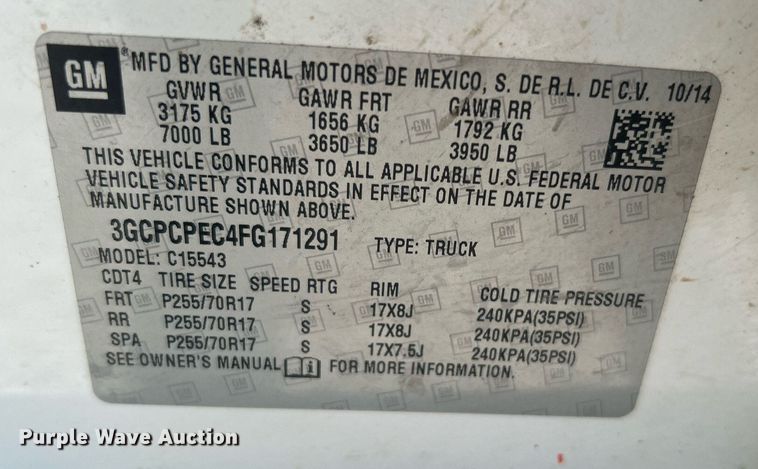 GM ® MFD BY GENERAL MOTORS DE MEXICO, S. DE R.L. DE C.V. 10/14
GVWR GAWR FRT GAWR RR
3175 KG 1656 KG 1792 KG
7000 LB 3650 LB 3950 LB
THIS VEHICLE CONFORMS TO ALL APPLICABLE U.S. FEDERAL MOTOR
VEHICLE SAFETY STANDARDS IN EFFECT ON THE DATE OF
MANUFACTURE SHOWN ABOVE.
3GCPCPEC4FG171291 TYPE: TRUCK
MODEL: C15543
CDT4 TIRE SIZE SPEED RTG RIM COLD TIRE PRESSURE
FRT P255/70R17 S 17X8J 240KPA(35PSI)
RR P255/70R17 S 17X8J 240KPA(35PSI)
SPA P255/70R17 S 17X7.5J 240KPA(35PSI)
SEE OWNER'S MANUAL FOR MORE INFORMATION.
Purple Wave Auction